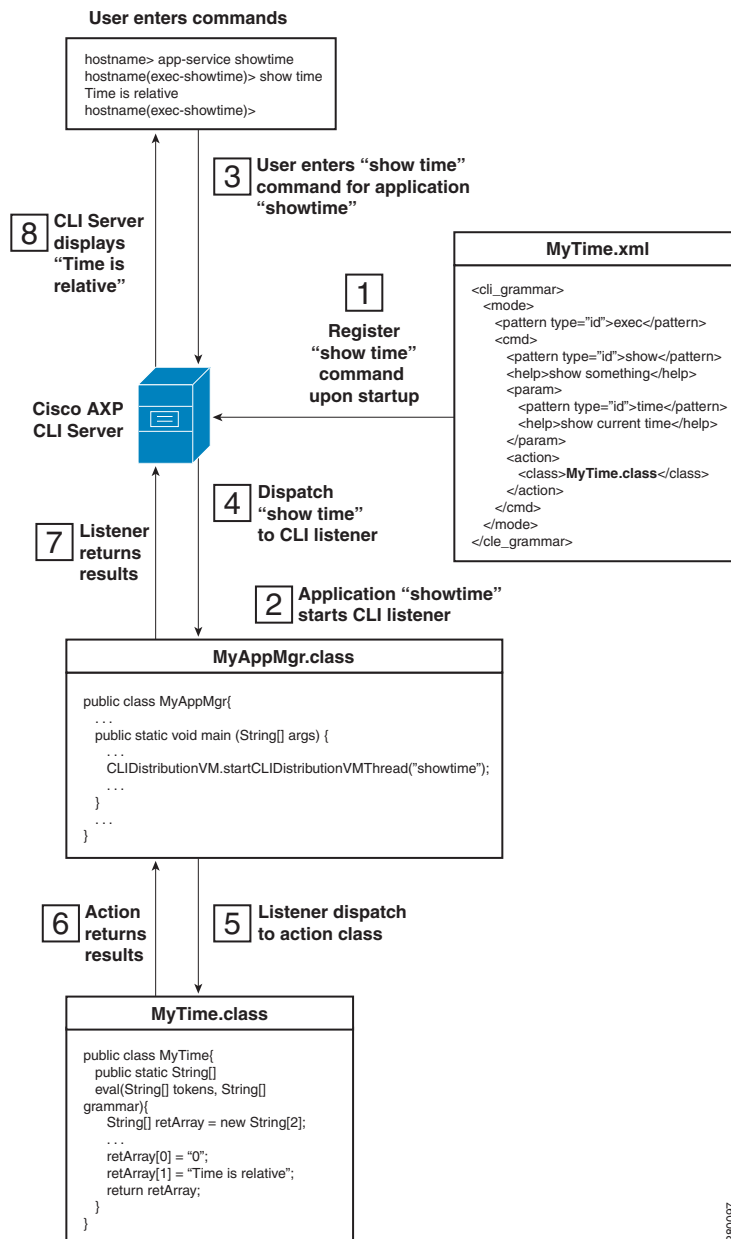 User enters commands
hostname> app-service showtime
hostname(exec-showtime)> show time
Time is relative
hostname(exec-showtime)>
3
User enters “show time”
command for application
“showtime”
8
CLI Server
displays
“Time is
relative”
MyTime.xml
<cli_grammar>
<mode>
<pattern type=”id”>exec</pattern>
<cmd>
<pattern type=”id”>show</pattern>
<help>show something</help>
<param>
<pattern type=”id”>time</pattern>
<help>show current time</help>
</param>
<action>
<class>MyTime.class</class>
</action>
</cmd>
</mode>
</cle_grammar>
1
Register
“show time”
command
upon startup
Cisco AXP
CLI Server
4
Dispatch
“show time”
to CLI listener
7
Listener
returns
results
2
Application “showtime”
starts CLI listener
MyAppMgr.class
public class MyAppMgr{
. . .
public static void main (String[] args) {
...
CLIDistributionVM.startCLIDistributionVMThread(”showtime”);
...
}
...
}
6
Action
returns
results
5
Listener dispatch
to action class
MyTime.class
public class MyTime{
public static String[]
eval(String[] tokens, String[]
grammar){
String[] retArray = new String[2];
. . .
retArray[0] = “0”;
retArray[1] = “Time is relative”;
return retArray;
}
}
280097